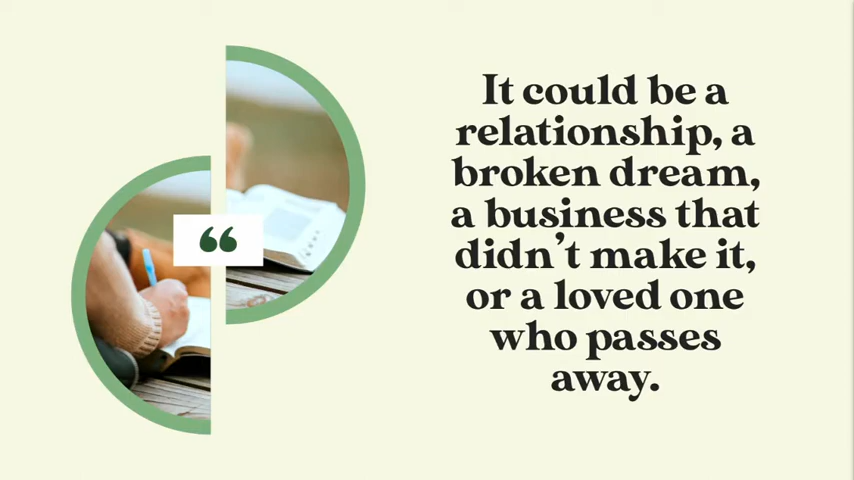 It could be a
relationship, a
broken dream,
a business that
didn't make it,
or a loved one
who passes
away.